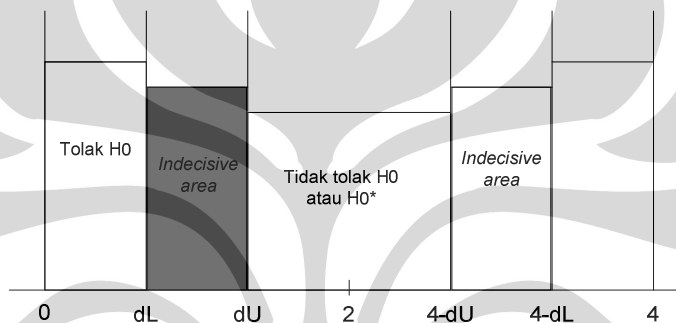 Tolak H0
Indecisive
area
Tidak tolak H0
atau H0*
Indecisive
area
0 dL dU 2 4-dU 4-dL 4